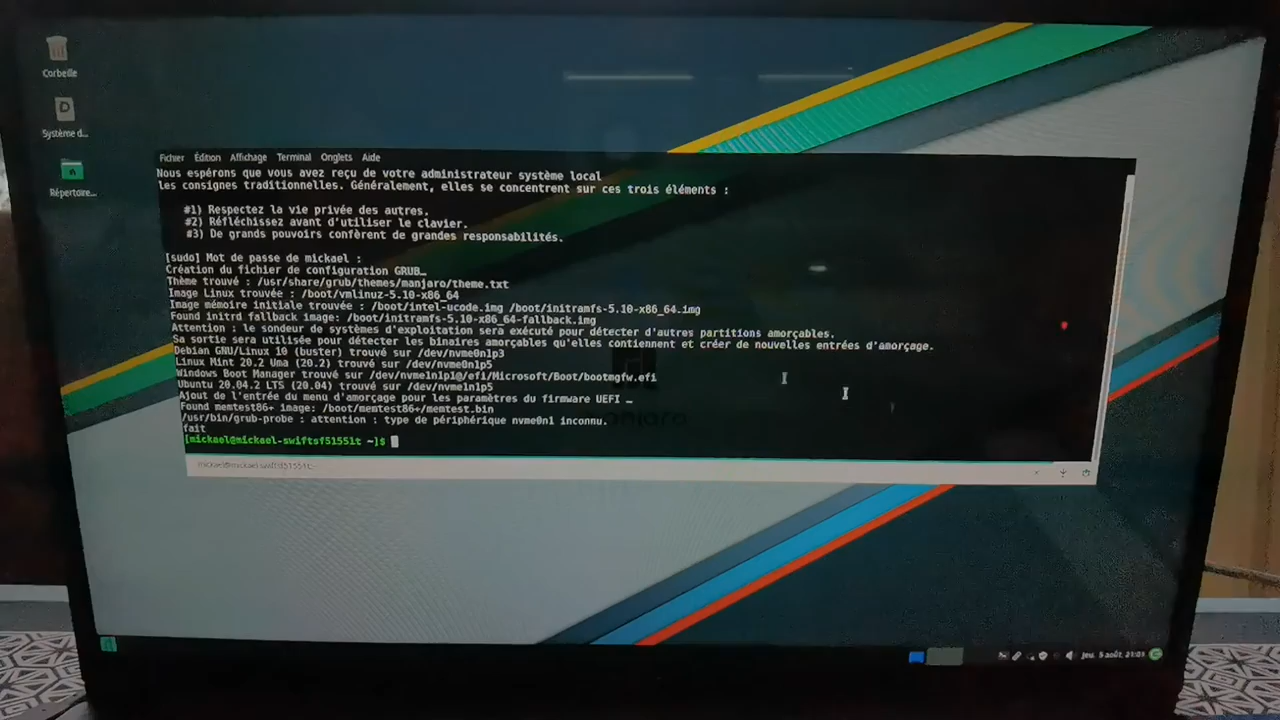 Corbeille
Système d...
Répertoire...
Fichier Édition Affichage Terminal Onglets Aide
Nous espérons que vous avez reçu de votre administrateur système local
les consignes traditionnelles. Généralement, elles se concentrent sur ces trois éléments :
#1) Respectez la vie privée des autres.
#2) Réfléchissez avant d'utiliser le clavier.
#3) De grands pouvoirs confèrent de grandes responsabilités.
[sudo] Mot de passe de mickael :
Création du fichier de configuration GRUB…
Thème trouvé : /usr/share/grub/themes/manjaro/theme.txt
Image Linux trouvée : /boot/vmlinuz-5.10-x86_64
Image mémoire initiale trouvée : /boot/intel-ucode.img /boot/initramfs-5.10-x86_64.img
Found initrd fallback image: /boot/initramfs-5.10-x86_64-fallback.img
Attention : le sondeur de systèmes d'exploitation sera exécuté pour détecter d'autres partitions amorçables.
Sa sortie sera utilisée pour détecter les binaires amorçables qu'elles contiennent et créer de nouvelles entrées d'amorçage.
Debian GNU/Linux 10 (buster) trouvé sur /dev/nvme0n1p3
Linux Mint 20.2 Uma (20.2) trouvé sur /dev/nvme0n1p5
Windows Boot Manager trouvé sur /dev/nvme0n1p1@/efi/Microsoft/Boot/bootmgfw.efi
Ubuntu 20.04.2 LTS (20.04) trouvé sur /dev/nvme0n1p5
Ajout de l'entrée du menu d'amorçage pour les paramètres du firmware UEFI …
Found memtest86+ image: /boot/memtest86+/memtest.bin
/usr/bin/grub-probe : attention : type de périphérique nvme0n1 inconnu.
fait
[mickael@mickael-swiftsf51551t ~]$
mickael@mickael-swiftsf51551t:~
jeu. 5 août, 21:01